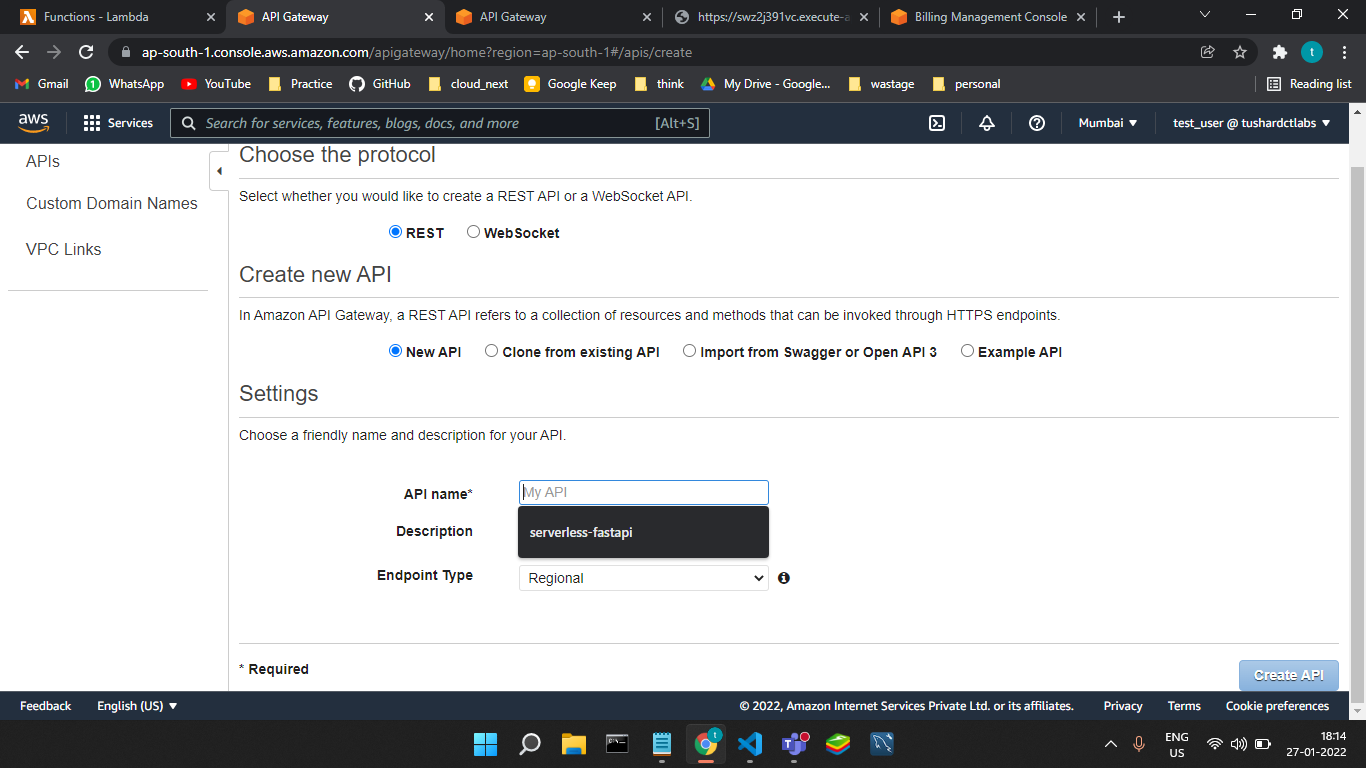 Functions - Lambda
API Gateway
API Gateway
https://swz2j391vc.execute-a
Billing Management Console
ap-south-1.console.aws.amazon.com/apigateway/home?region=ap-south-1#/apis/create
t
Gmail
WhatsApp
YouTube
Practice
GitHub
cloud_next
Google Keep
think
My Drive - Google...
wastage
personal
Reading list
aws
Services
Search for services, features, blogs, docs, and more
[Alt+S]
Mumbai
test_user @ tushardctlabs
APIs
Custom Domain Names
VPC Links
Choose the protocol
Select whether you would like to create a REST API or a WebSocket API.
REST
WebSocket
Create new API
In Amazon API Gateway, a REST API refers to a collection of resources and methods that can be invoked through HTTPS endpoints.
New API
Clone from existing API
Import from Swagger or Open API 3
Example API
Settings
Choose a friendly name and description for your API.
API name*
My API
Description
serverless-fastapi
Endpoint Type
Regional
* Required
Create API
Feedback
English (US)
© 2022, Amazon Internet Services Private Ltd. or its affiliates.
Privacy
Terms
Cookie preferences
t
ENG
US
18:14
27-01-2022